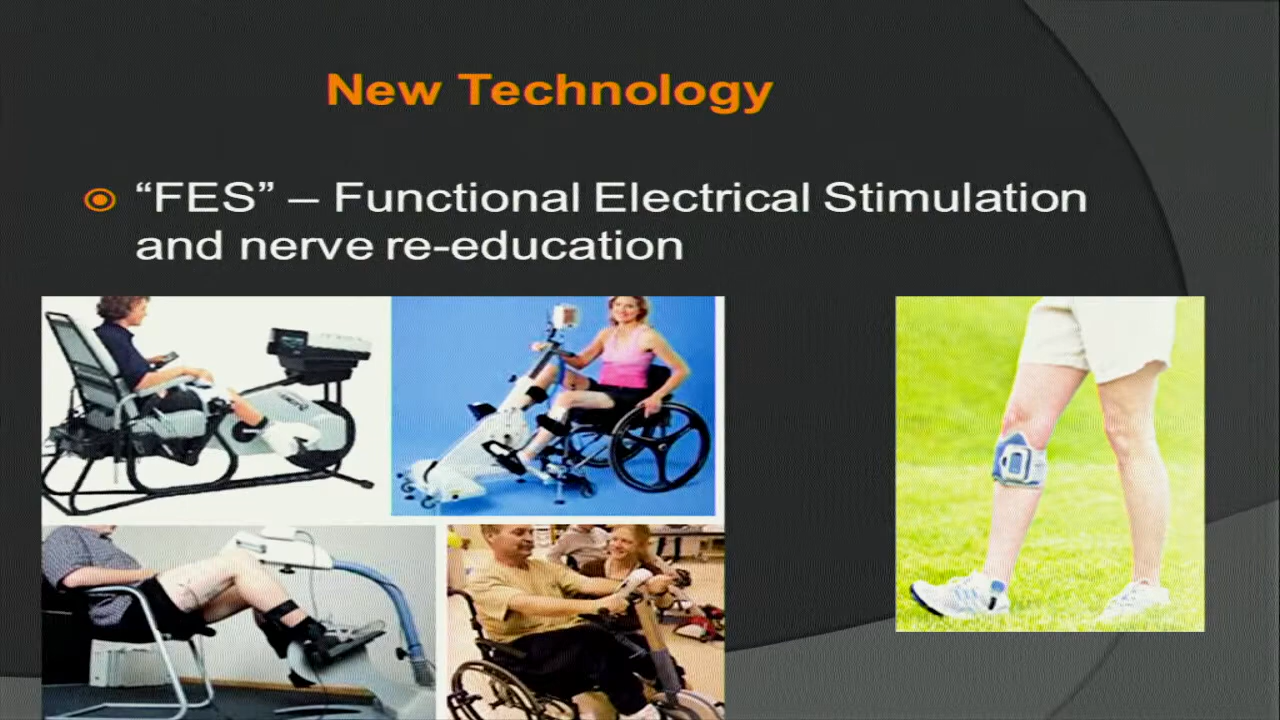 New Technology
“FES” – Functional Electrical Stimulation
and nerve re-education